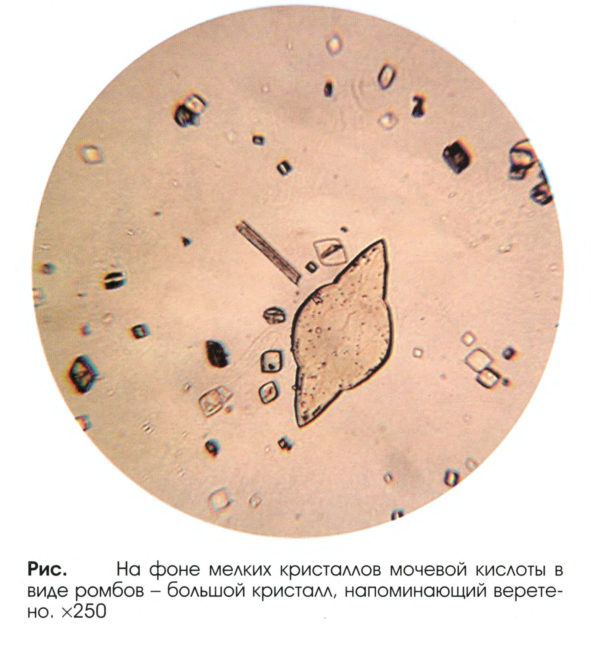 Рис. На фоне мелких кристаллов мочевой кислоты в
виде ромбов – большой кристалл, напоминающий верете-
но. ×250